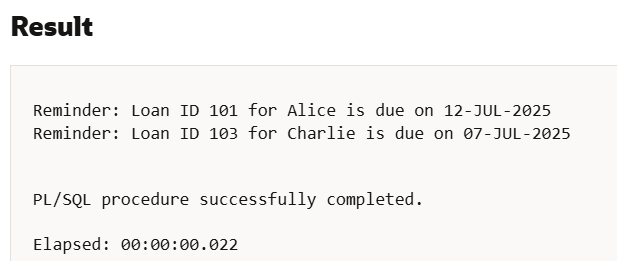 Result
Reminder: Loan ID 101 for Alice is due on 12-JUL-2025
Reminder: Loan ID 103 for Charlie is due on 07-JUL-2025
PL/SQL procedure successfully completed.
Elapsed: 00:00:00.022